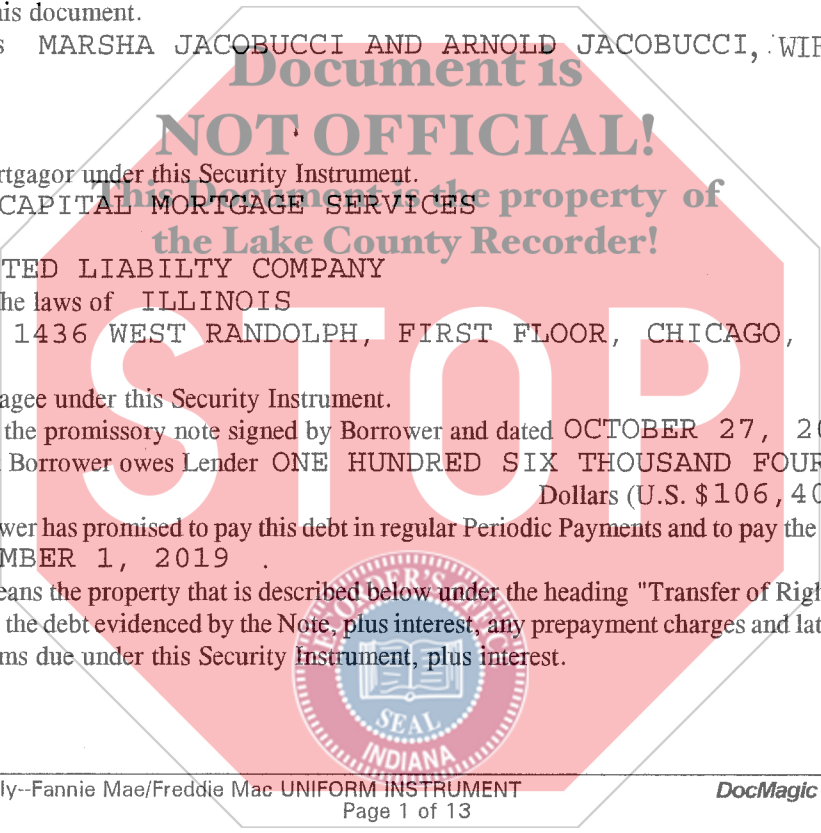 his document.
s MARSHA JACOBUCCI AND ARNOLD JACOBUCCI, WIF
Document is
NOT OFFICIAL!
rtgagor under this Security Instrument.
This Document is the property of
CAPITAL MORTGAGE SERVICES
the Lake County Recorder!
TED LIABILTY COMPANY
he laws of ILLINOIS
1436 WEST RANDOLPH, FIRST FLOOR, CHICAGO,
STOP
agee under this Security Instrument.
the promissory note signed by Borrower and dated OCTOBER 27, 20
Borrower owes Lender ONE HUNDRED SIX THOUSAND FOUR
Dollars (U.S. $106,40
wer has promised to pay this debt in regular Periodic Payments and to pay the
MBER 1, 2019 .
eans the property that is described below under the heading "Transfer of Righ
the debt evidenced by the Note, plus interest, any prepayment charges and lat
ms due under this Security Instrument, plus interest.
RECORDER'S OFFICE
SEAL
INDIANA
ly--Fannie Mae/Freddie Mac UNIFORM INSTRUMENT
DocMagic
Page 1 of 13